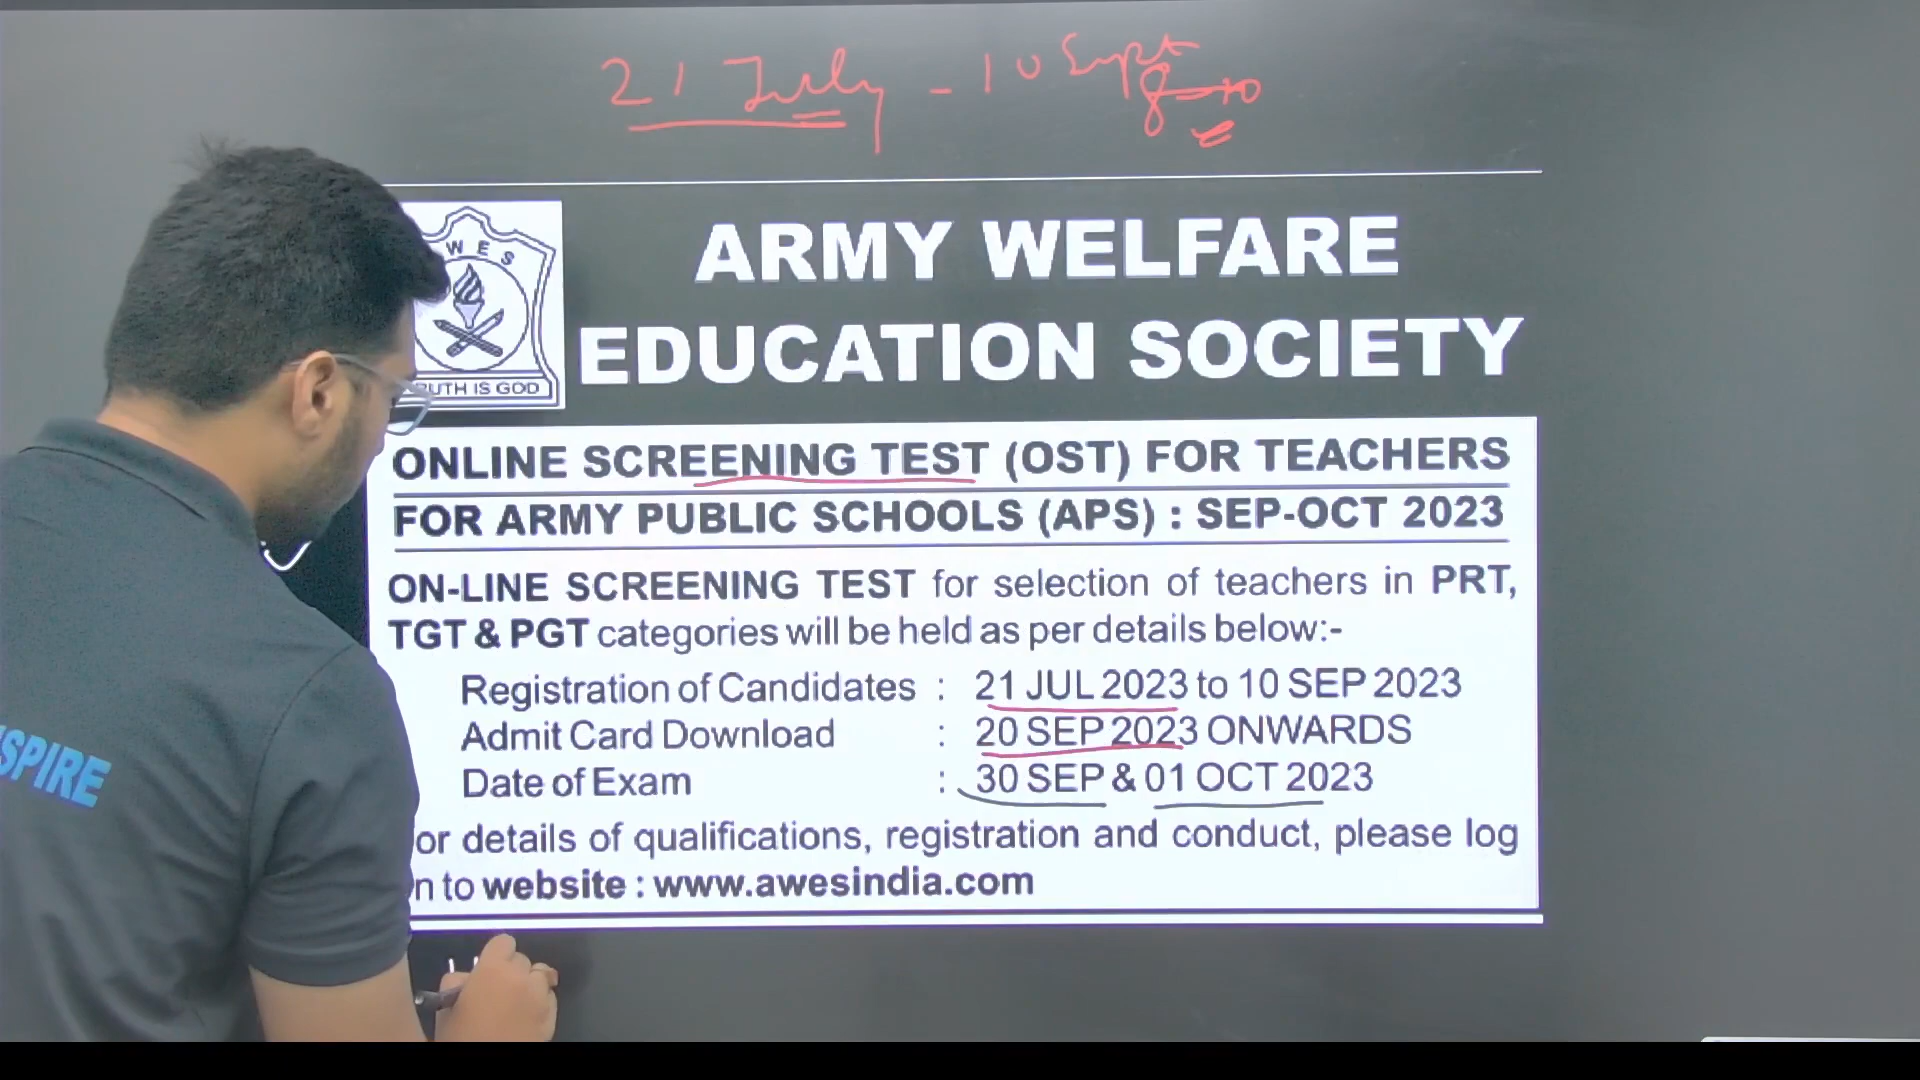 21 July - 10 Sept
AWES
TRUTH IS GOD
ARMY WELFARE
EDUCATION SOCIETY
ONLINE SCREENING TEST (OST) FOR TEACHERS
FOR ARMY PUBLIC SCHOOLS (APS) : SEP-OCT 2023
ON-LINE SCREENING TEST for selection of teachers in PRT,
TGT & PGT categories will be held as per details below:-
Registration of Candidates : 21 JUL 2023 to 10 SEP 2023
Admit Card Download : 20 SEP 2023 ONWARDS
Date of Exam : 30 SEP & 01 OCT 2023
or details of qualifications, registration and conduct, please log
n to website : www.awesindia.com
SPIRE